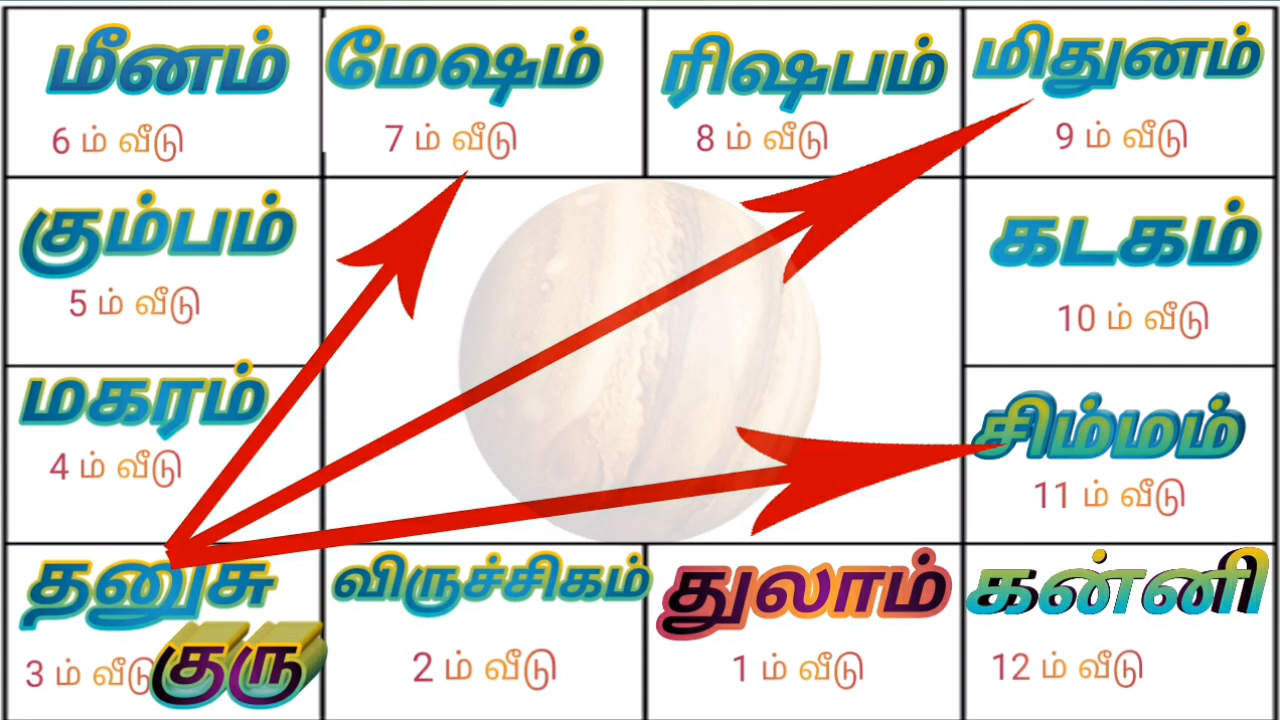 மீனம்
6 ம் வீடு
மேஷம்
7 ம் வீடு
ரிஷபம்
8 ம் வீடு
மிதுனம்
9 ம் வீடு
கும்பம்
5 ம் வீடு
கடகம்
10 ம் வீடு
மகரம்
4 ம் வீடு
சிம்மம்
11 ம் வீடு
தனுசு
3 ம் வீடு
குரு
விருச்சிகம்
2 ம் வீடு
துலாம்
1 ம் வீடு
கன்னி
12 ம் வீடு